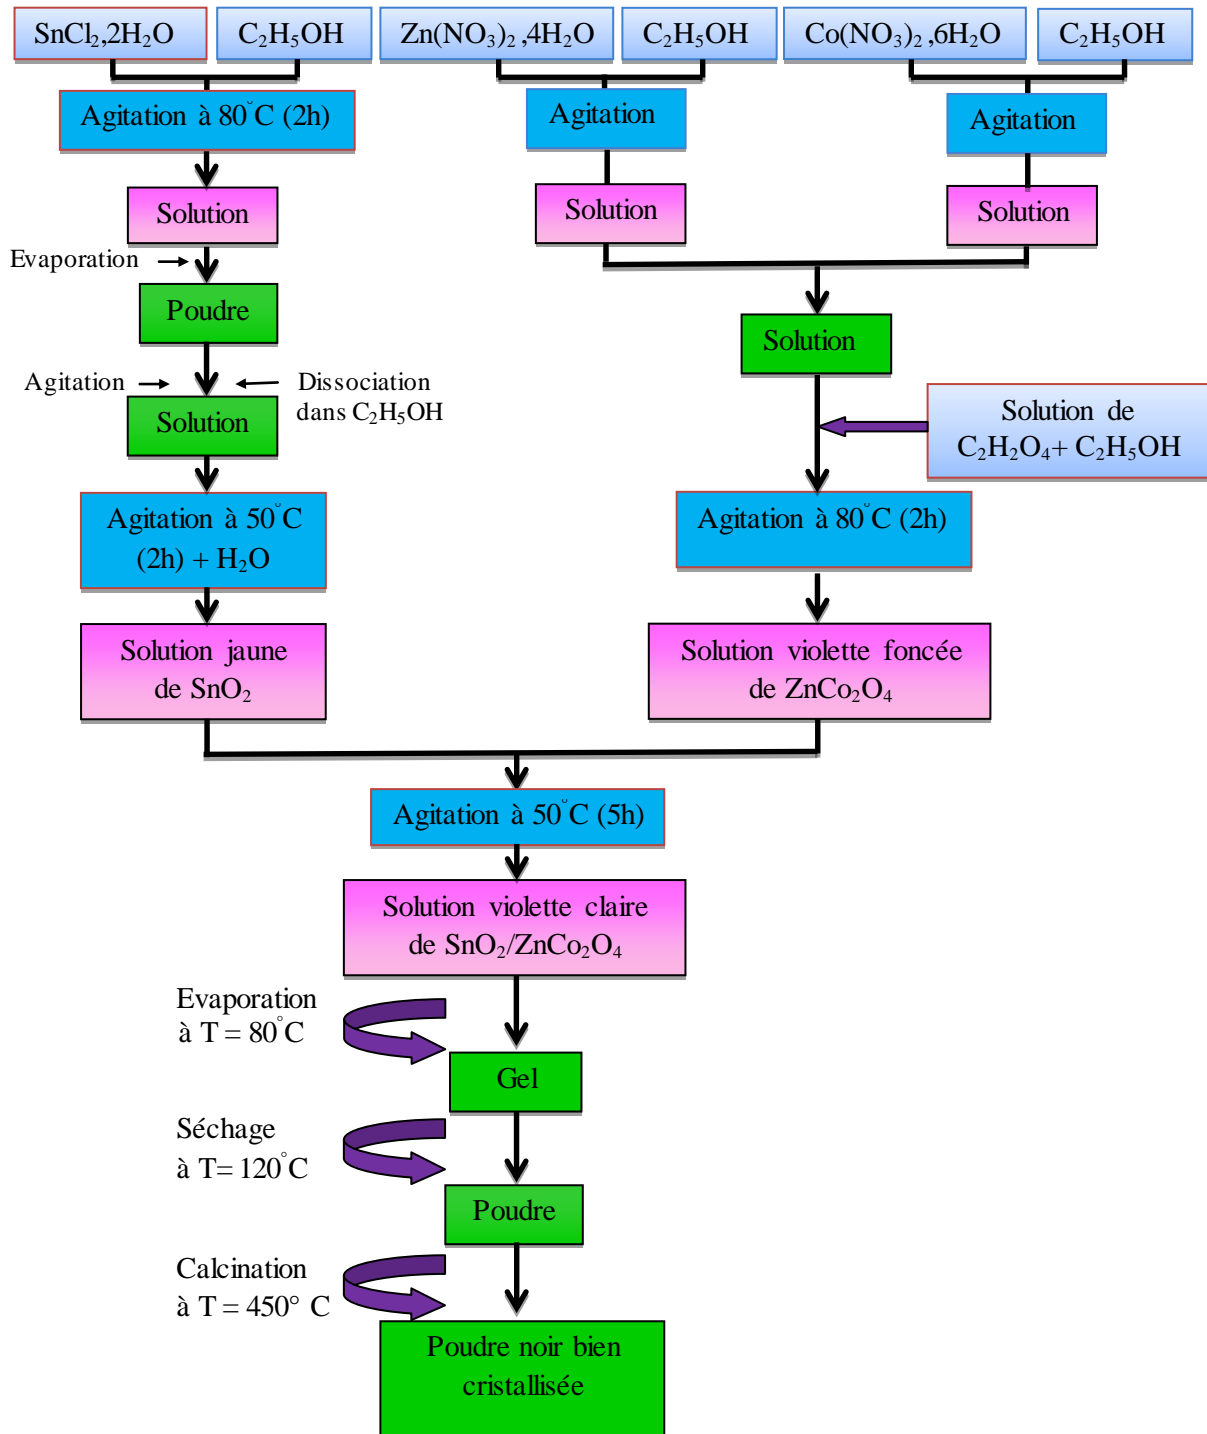 SnCl₂,2H₂O
C₂H₅OH
Zn(NO₃)₂ ,4H₂O
C₂H₅OH
Co(NO₃)₂ ,6H₂O
C₂H₅OH
Agitation à 80°C (2h)
Agitation
Agitation
Solution
Solution
Solution
Evaporation
Poudre
Solution
Agitation
Dissociation
dans C₂H₅OH
Solution
Solution de
C₂H₂O₄+ C₂H₅OH
Agitation à 50°C
(2h) + H₂O
Agitation à 80°C (2h)
Solution jaune
de SnO₂
Solution violette foncée
de ZnCo₂O₄
Agitation à 50°C (5h)
Solution violette claire
de SnO₂/ZnCo₂O₄
Evaporation
à T = 80°C
Gel
Séchage
à T= 120°C
Poudre
Calcination
à T = 450° C
Poudre noir bien
cristallisée